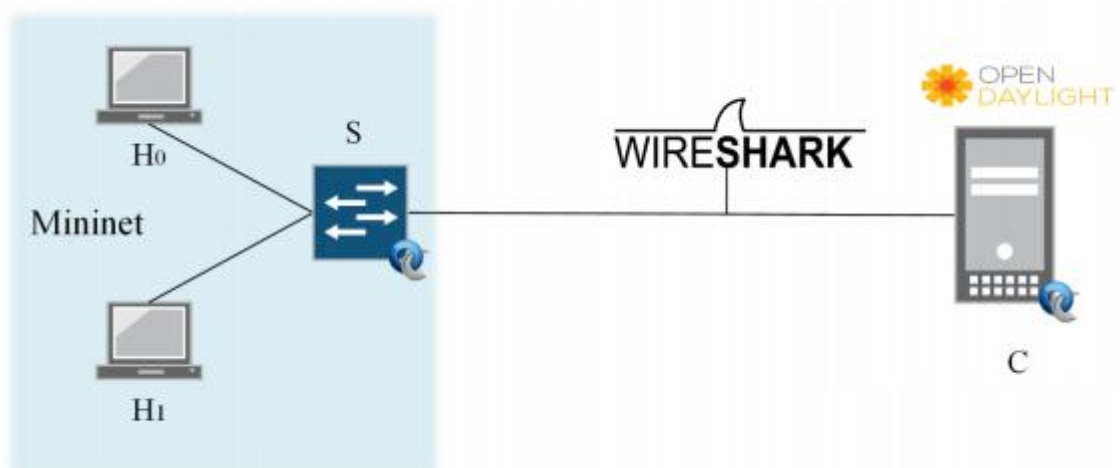 H0
Mininet
H1
S
WIRESHARK
OPEN
DAYLIGHT
C